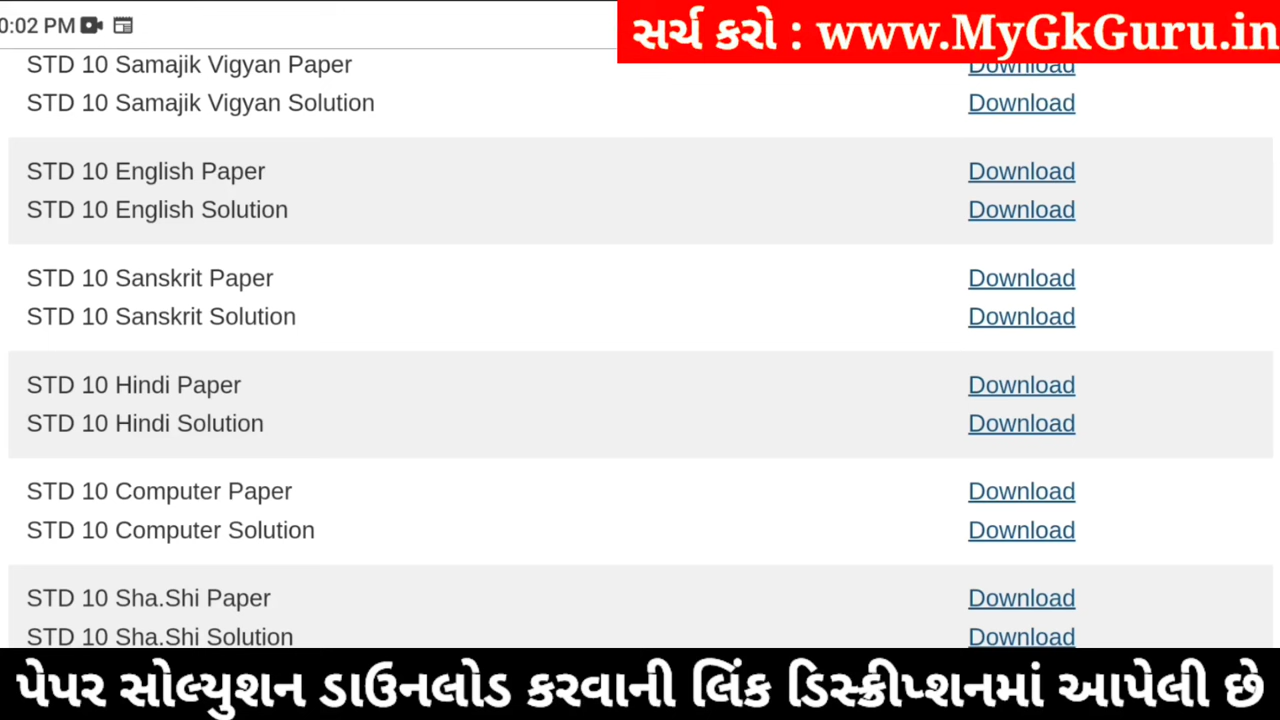 0:02 PM
સર્ચ કરો : www.MyGkGuru.in
STD 10 Samajik Vigyan Paper Download
STD 10 Samajik Vigyan Solution Download
STD 10 English Paper Download
STD 10 English Solution Download
STD 10 Sanskrit Paper Download
STD 10 Sanskrit Solution Download
STD 10 Hindi Paper Download
STD 10 Hindi Solution Download
STD 10 Computer Paper Download
STD 10 Computer Solution Download
STD 10 Sha.Shi Paper Download
STD 10 Sha.Shi Solution Download
પેપર સોલ્યુશન ડાઉનલોડ કરવાની લિંક ડિસ્ક્રીપ્શનમાં આપેલી છે